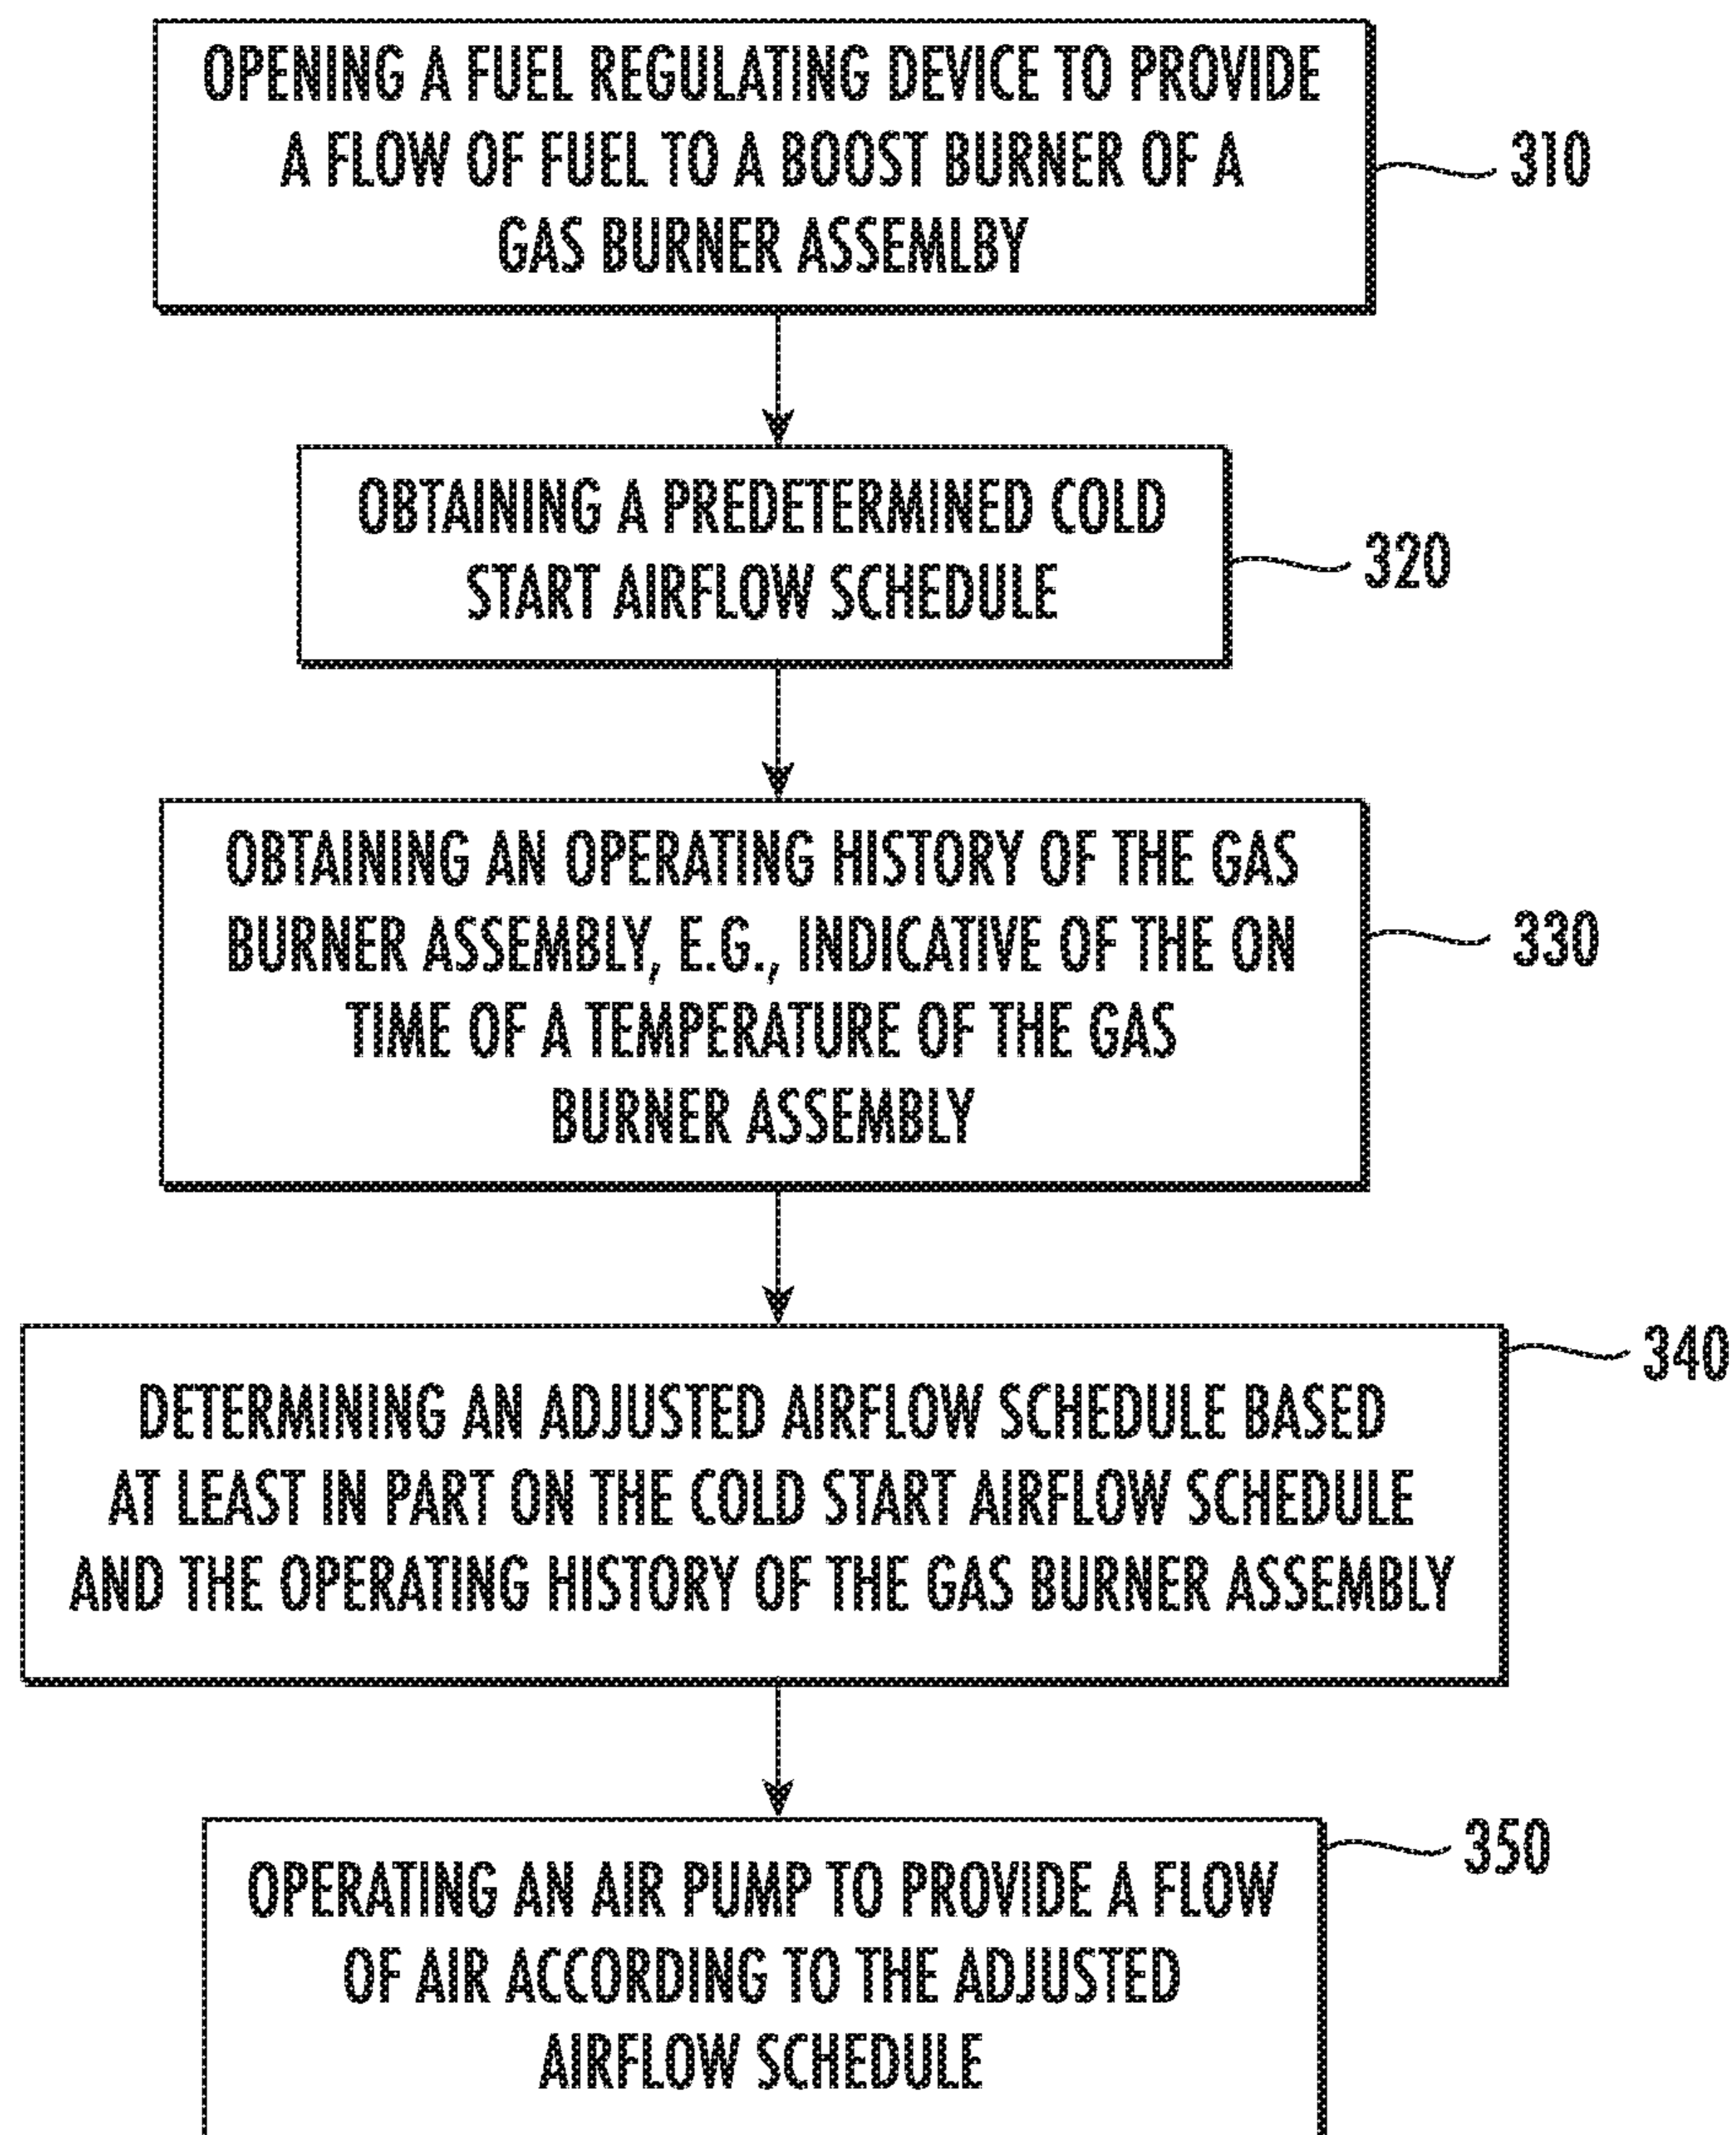 OPENING A FUEL REGULATING DEVICE TO PROVIDE
A FLOW OF FUEL TO A BOOST BURNER OF A
GAS BURNER ASSEMLBY
310
OBTAINING A PREDETERMINED COLD
START AIRFLOW SCHEDULE
320
OBTAINING AN OPERATING HISTORY OF THE GAS
BURNER ASSEMBLY, E.G., INDICATIVE OF THE ON
TIME OF A TEMPERATURE OF THE GAS
BURNER ASSEMBLY
330
DETERMINING AN ADJUSTED AIRFLOW SCHEDULE BASED
AT LEAST IN PART ON THE COLD START AIRFLOW SCHEDULE
AND THE OPERATING HISTORY OF THE GAS BURNER ASSEMBLY
340
OPERATING AN AIR PUMP TO PROVIDE A FLOW
OF AIR ACCORDING TO THE ADJUSTED
AIRFLOW SCHEDULE
350